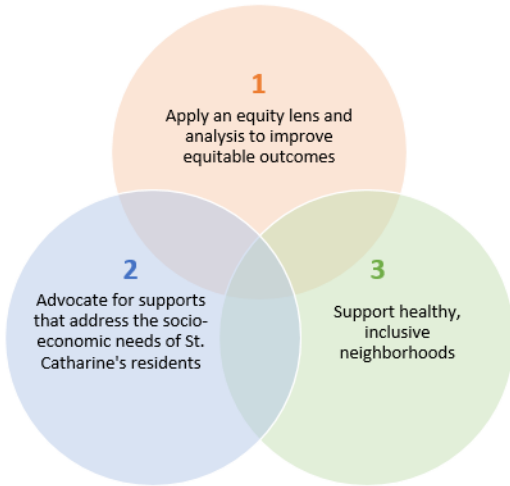 1
Apply an equity lens and
analysis to improve
equitable outcomes
2
Advocate for supports
that address the socio-
economic needs of St.
Catharine's residents
3
Support healthy,
inclusive
neighborhoods